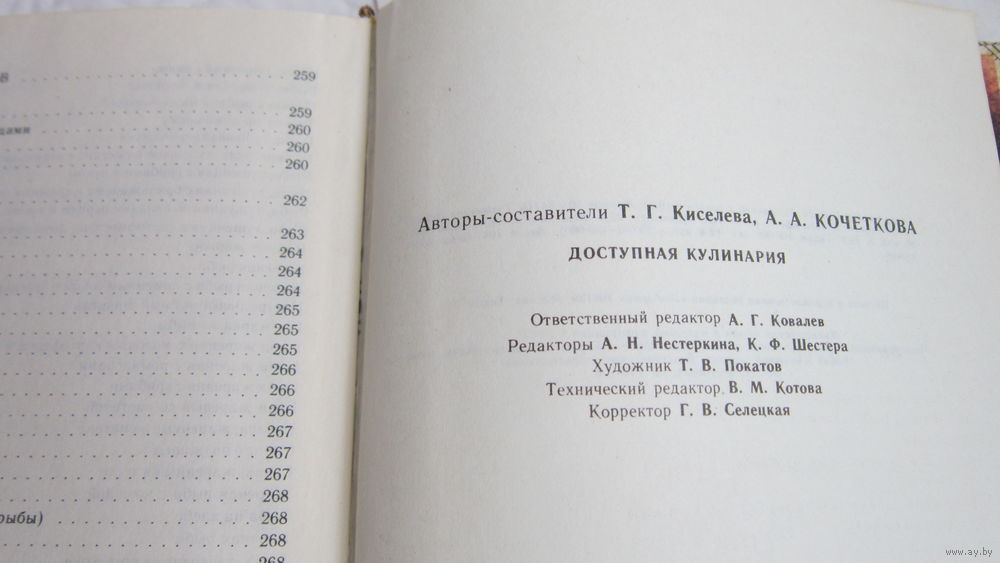 8 . . . . . . . . . . . . . . . . 259
. . . . . . . . . . . . . . . . 259
дами . . . . . . . . . . . . . . 260
. . . . . . . . . . . . . . . . 260
. . . . . . . . . . . . . . . . 260
. . . . . . . . . . . . . . . . 262
. . . . . . . . . . . . . . . . 263
. . . . . . . . . . . . . . . . 264
. . . . . . . . . . . . . . . . 264
. . . . . . . . . . . . . . . . 264
. . . . . . . . . . . . . . . . 265
. . . . . . . . . . . . . . . . 265
. . . . . . . . . . . . . . . . 265
. . . . . . . . . . . . . . . . 266
. . . . . . . . . . . . . . . . 266
. . . . . . . . . . . . . . . . 266
. . . . . . . . . . . . . . . . 267
. . . . . . . . . . . . . . . . 267
. . . . . . . . . . . . . . . . 267
. . . . . . . . . . . . . . . . 268
рыбы) . . . . . . . . . . . . . 268
. . . . . . . . . . . . . . . . 268
. . . . . . . . . . . . . . . . 268
Авторы-составители Т. Г. Киселева, А. А. КОЧЕТКОВА
ДОСТУПНАЯ КУЛИНАРИЯ
Ответственный редактор А. Г. Ковалев
Редакторы А. Н. Нестеркина, К. Ф. Шестера
Художник Т. В. Покатов
Технический редактор В. М. Котова
Корректор Г. В. Селецкая
www.ay.by